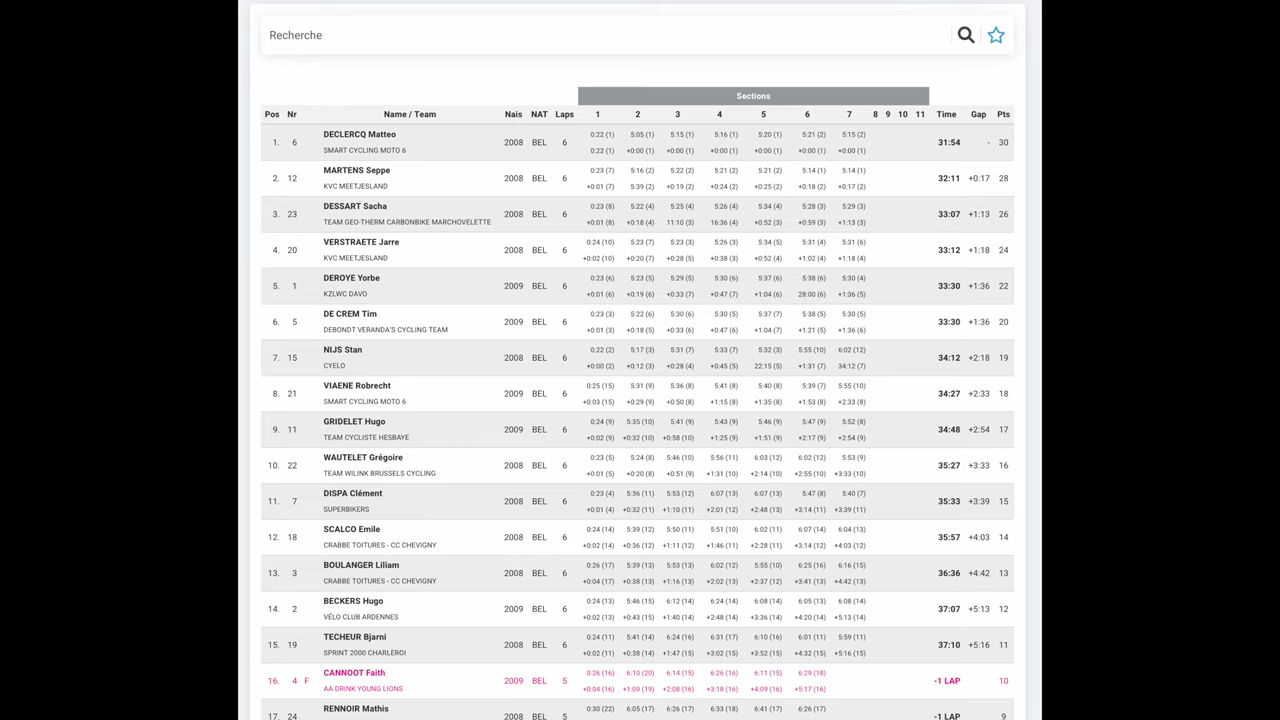 Recherche
Sections
Pos Nr Name / Team Nais NAT Laps 1 2 3 4 5 6 7 8 9 10 11 Time Gap Pts
DECLERCQ Matteo 0:22 (1) 5:05 (1) 5:15 (1) 5:16 (1) 5:20 (1) 5:21 (2) 5:15 (2)
1. 6 2008 BEL 6 31:54 - 30
SMART CYCLING MOTO 6 0:22 (1) +0:00 (1) +0:00 (1) +0:00 (1) +0:00 (1) +0:00 (1) +0:00 (1)
MARTENS Seppe 0:23 (7) 5:16 (2) 5:22 (2) 5:21 (2) 5:21 (2) 5:14 (1) 5:14 (1)
2. 12 2008 BEL 6 32:11 +0:17 28
KVC MEETJESLAND +0:01 (7) 5:39 (2) +0:19 (2) +0:24 (2) +0:25 (2) +0:18 (2) +0:17 (2)
DESSART Sacha 0:23 (8) 5:22 (4) 5:25 (4) 5:26 (4) 5:34 (4) 5:28 (3) 5:29 (3)
3. 23 2008 BEL 6 33:07 +1:13 26
TEAM GEO-THERM CARBONBIKE MARCHOVELETTE +0:01 (8) +0:18 (4) 11:10 (3) 16:36 (4) +0:52 (3) +0:59 (3) +1:13 (3)
VERSTRAETE Jarre 0:24 (10) 5:23 (7) 5:23 (3) 5:26 (3) 5:34 (5) 5:31 (4) 5:31 (6)
4. 20 2008 BEL 6 33:12 +1:18 24
KVC MEETJESLAND +0:02 (10) +0:20 (7) +0:28 (5) +0:38 (3) +0:52 (4) +1:02 (4) +1:18 (4)
DEROYE Yorbe 0:23 (6) 5:23 (5) 5:29 (5) 5:30 (6) 5:37 (6) 5:38 (6) 5:30 (4)
5. 1 2009 BEL 6 33:30 +1:36 22
KZLWC DAVO +0:01 (6) +0:19 (6) +0:33 (7) +0:47 (7) +1:04 (6) 28:00 (6) +1:36 (5)
DE CREM Tim 0:23 (3) 5:22 (6) 5:30 (6) 5:30 (5) 5:37 (7) 5:38 (5) 5:30 (5)
6. 5 2009 BEL 6 33:30 +1:36 20
DEBONDT VERANDA'S CYCLING TEAM +0:01 (3) +0:18 (5) +0:33 (6) +0:47 (6) +1:04 (7) +1:21 (5) +1:36 (6)
NIJS Stan 0:22 (2) 5:17 (3) 5:31 (7) 5:33 (7) 5:32 (3) 5:55 (10) 6:02 (12)
7. 15 2008 BEL 6 34:12 +2:18 19
CYELO +0:00 (2) +0:12 (3) +0:28 (4) +0:45 (5) 22:15 (5) +1:31 (7) 34:12 (7)
VIAENE Robrecht 0:25 (15) 5:31 (9) 5:36 (8) 5:41 (8) 5:40 (8) 5:39 (7) 5:55 (10)
8. 21 2009 BEL 6 34:27 +2:33 18
SMART CYCLING MOTO 6 +0:03 (15) +0:29 (9) +0:50 (8) +1:15 (8) +1:35 (8) +1:53 (8) +2:33 (8)
GRIDELET Hugo 0:24 (9) 5:35 (10) 5:41 (9) 5:43 (9) 5:46 (9) 5:47 (9) 5:52 (8)
9. 11 2009 BEL 6 34:48 +2:54 17
TEAM CYCLISTE HESBAYE +0:02 (9) +0:32 (10) +0:58 (10) +1:25 (9) +1:51 (9) +2:17 (9) +2:54 (9)
WAUTELET Grégoire 0:23 (5) 5:24 (8) 5:46 (10) 5:56 (11) 6:03 (12) 6:02 (12) 5:53 (9)
10. 22 2008 BEL 6 35:27 +3:33 16
TEAM WILINK BRUSSELS CYCLING +0:01 (5) +0:20 (8) +0:51 (9) +1:31 (10) +2:14 (10) +2:55 (10) +3:33 (10)
DISPA Clément 0:23 (4) 5:36 (11) 5:53 (12) 6:07 (13) 6:07 (13) 5:47 (8) 5:40 (7)
11. 7 2008 BEL 6 35:33 +3:39 15
SUPERBIKERS +0:01 (4) +0:32 (11) +1:10 (11) +2:01 (12) +2:48 (13) +3:14 (11) +3:39 (11)
SCALCO Emile 0:24 (14) 5:39 (12) 5:50 (11) 5:51 (10) 6:02 (11) 6:07 (14) 6:04 (13)
12. 18 2008 BEL 6 35:57 +4:03 14
CRABBE TOITURES - CC CHEVIGNY +0:02 (14) +0:36 (12) +1:11 (12) +1:46 (11) +2:28 (11) +3:14 (12) +4:03 (12)
BOULANGER Liliam 0:26 (17) 5:39 (13) 5:53 (13) 6:02 (12) 5:55 (10) 6:25 (16) 6:16 (15)
13. 3 2008 BEL 6 36:36 +4:42 13
CRABBE TOITURES - CC CHEVIGNY +0:04 (17) +0:38 (13) +1:16 (13) +2:02 (13) +2:37 (12) +3:41 (13) +4:42 (13)
BECKERS Hugo 0:24 (13) 5:46 (15) 6:12 (14) 6:24 (14) 6:08 (14) 6:05 (13) 6:08 (14)
14. 2 2009 BEL 6 37:07 +5:13 12
VÉLO CLUB ARDENNES +0:02 (13) +0:43 (15) +1:40 (14) +2:48 (14) +3:36 (14) +4:20 (14) +5:13 (14)
TECHEUR Bjarni 0:24 (11) 5:41 (14) 6:24 (16) 6:31 (17) 6:10 (16) 6:01 (11) 5:59 (11)
15. 19 2008 BEL 6 37:10 +5:16 11
SPRINT 2000 CHARLEROI +0:02 (11) +0:38 (14) +1:47 (15) +3:02 (15) +3:52 (15) +4:32 (15) +5:16 (15)
CANNOOT Faith 0:26 (16) 6:10 (20) 6:14 (15) 6:26 (16) 6:11 (15) 6:29 (18)
16. 4 F 2009 BEL 5 -1 LAP 10
AA DRINK YOUNG LIONS +0:04 (16) +1:09 (19) +2:08 (16) +3:18 (16) +4:09 (16) +5:17 (16)
RENNOIR Mathis 0:30 (22) 6:05 (17) 6:26 (17) 6:33 (18) 6:41 (17) 6:26 (17)
17. 24 2008 BEL 5 -1 LAP 9